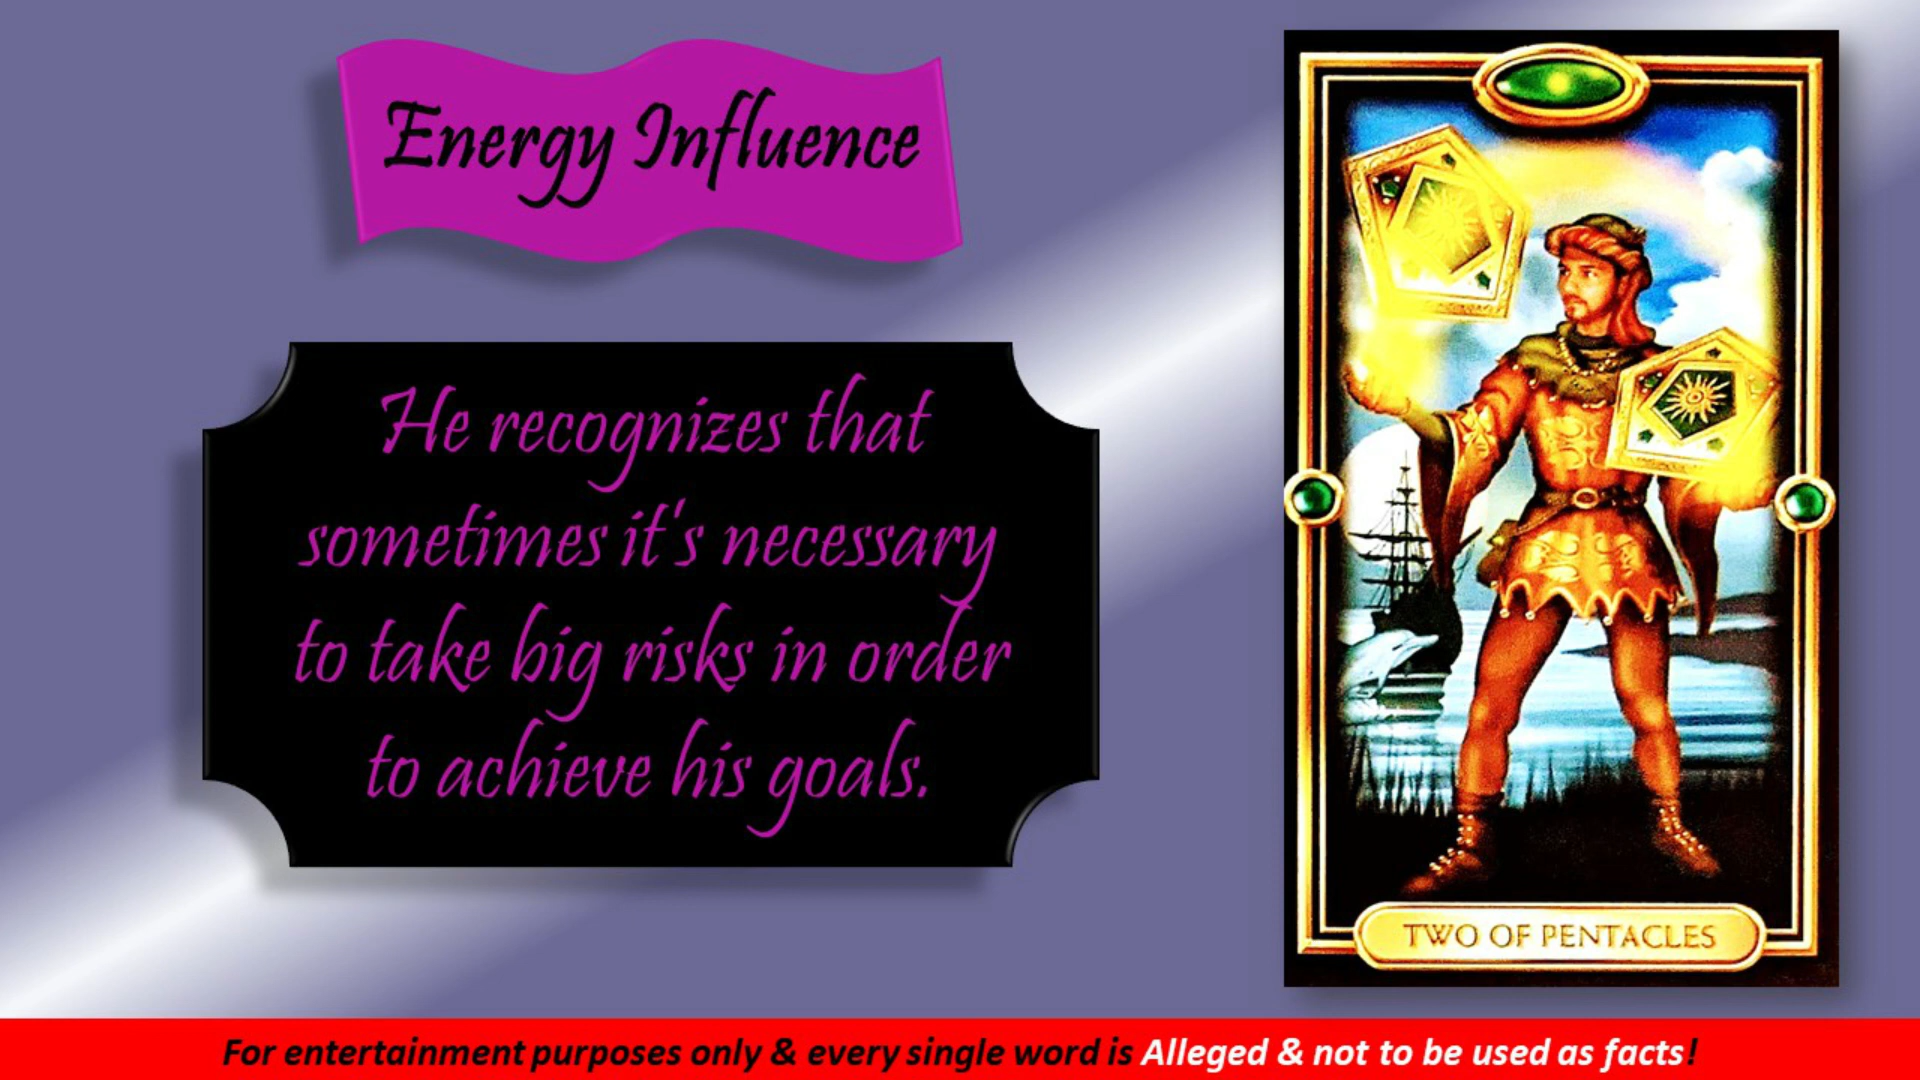 Energy Influence
He recognizes that
sometimes it's necessary
to take big risks in order
to achieve his goals.
TWO OF PENTACLES
For entertainment purposes only & every single word is Alleged & not to be used as facts!